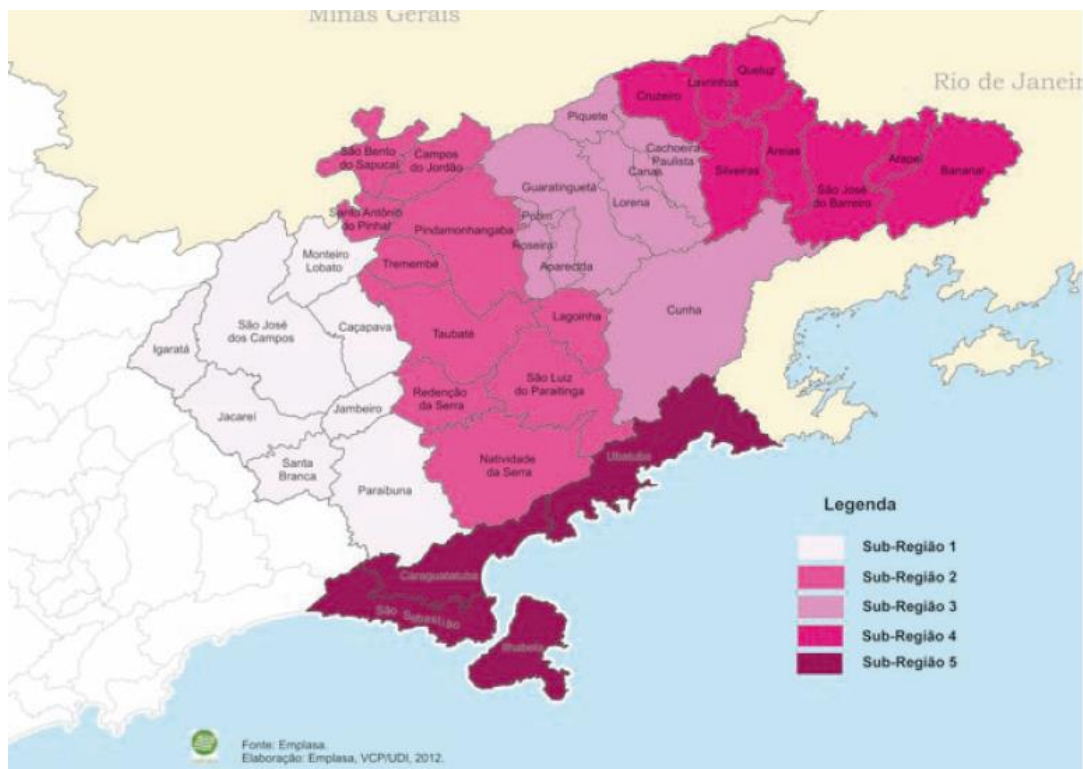 Minas Gerais
Rio de Janeir
Cruzeiro
Lavrinhas
Queluz
Piquete
Cachoeira
Paulista
Canas
Silveiras
Areias
São José
do Barreiro
Arapeí
Bananal
São Bento
do Sapucaí
Campos
do Jordão
Guaratinguetá
Lorena
Santo Antônio
do Pinhal
Pindamonhangaba
Potim
Roseira
Aparecida
Monteiro
Lobato
Tremembé
Cunha
Lagoinha
Igaratá
São José
dos Campos
Caçapava
Taubaté
São Luiz
do Paraitinga
Redenção
da Serra
Jacareí
Jambeiro
Santa
Branca
Paraibuna
Natividade
da Serra
Ubatuba
Caraguatatuba
São Sebastião
Ilhabela
Legenda
Sub-Região 1
Sub-Região 2
Sub-Região 3
Sub-Região 4
Sub-Região 5
Fonte: Emplasa.
Elaboração: Emplasa, VCP/UDI, 2012.